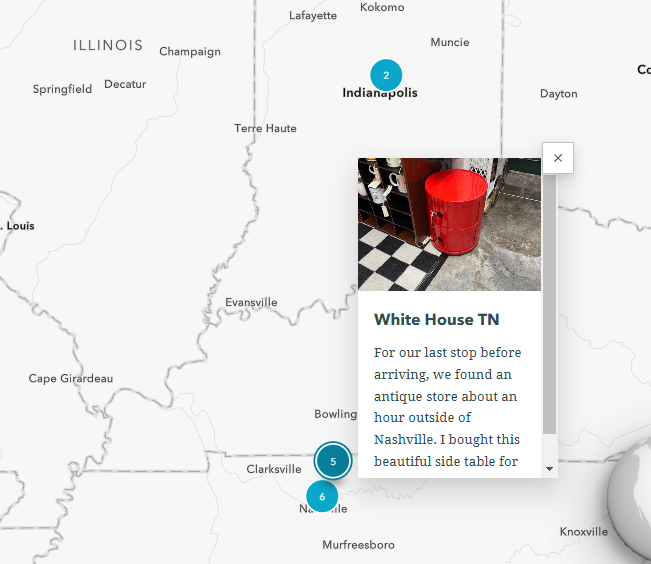 Kokomo
Lafayette
ILLINOIS
Champaign
Muncie
2
Indianapolis
Springfield
Decatur
Dayton
Terre Haute
Louis
Evansville
White House TN
For our last stop before
arriving, we found an
antique store about an
hour outside of
Nashville. I bought this
beautiful side table for
Cape Girardeau
Bowling
5
Clarksville
6
Knoxville
Murfreesboro